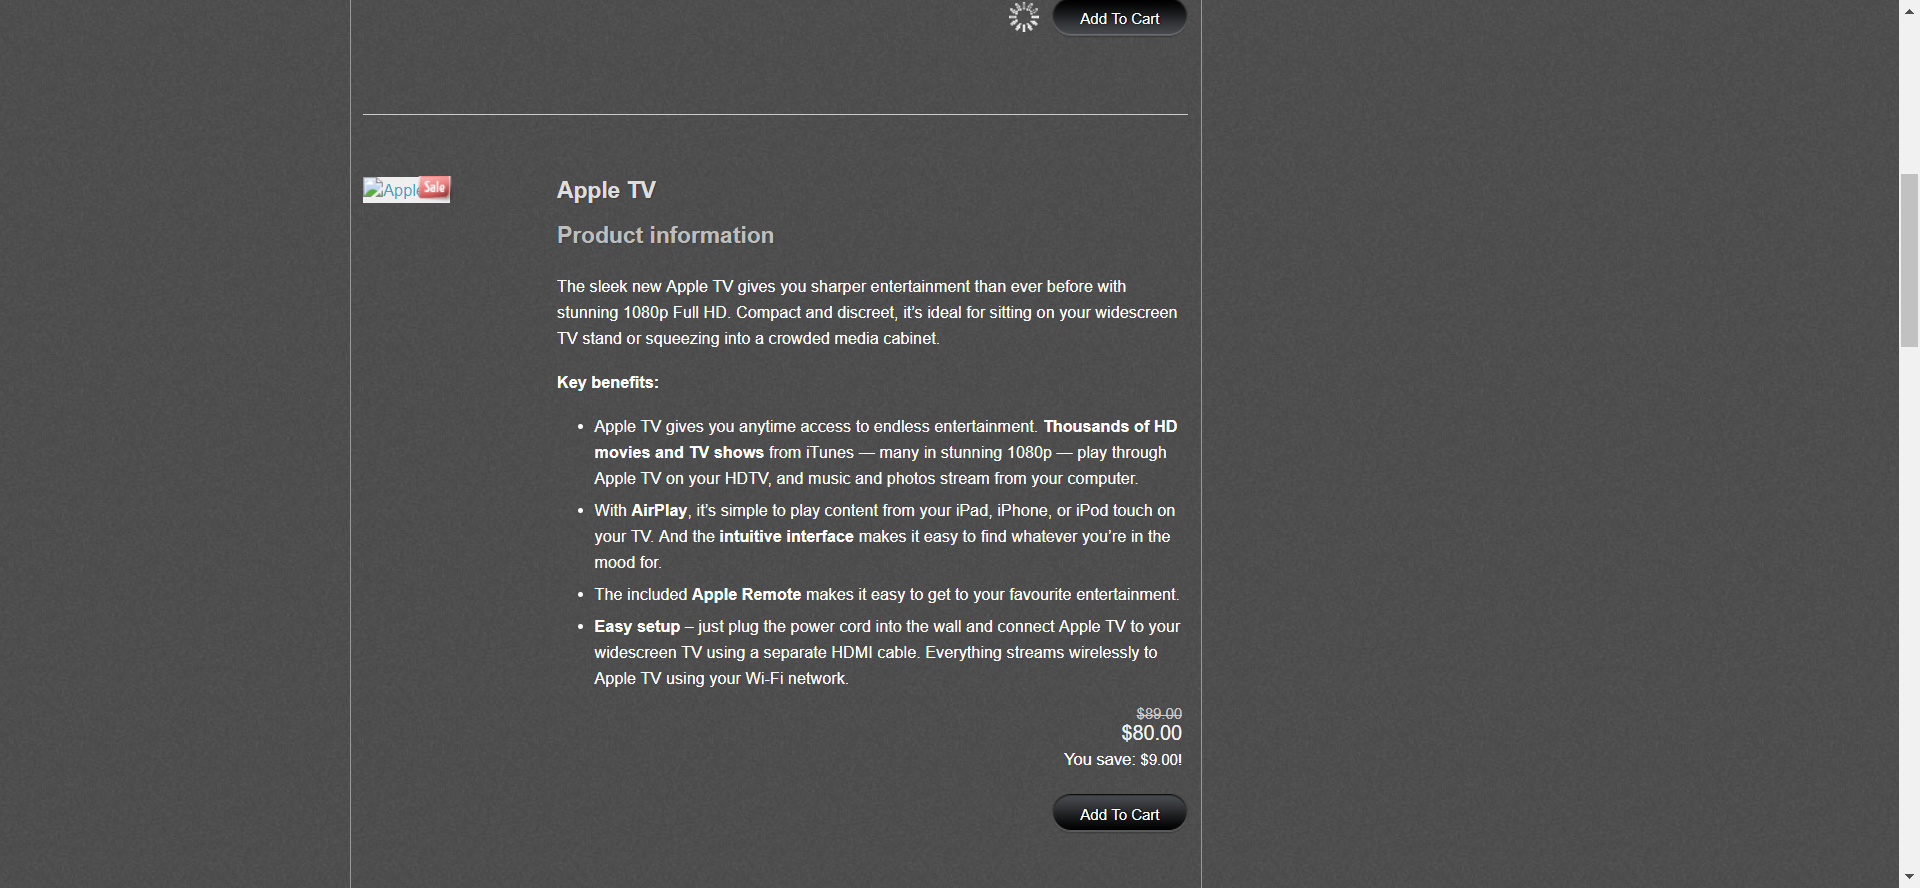 Add To Cart
Apple
Sale
Apple TV
Product information
The sleek new Apple TV gives you sharper entertainment than ever before with
stunning 1080p Full HD. Compact and discreet, it’s ideal for sitting on your widescreen
TV stand or squeezing into a crowded media cabinet.
Key benefits:
• Apple TV gives you anytime access to endless entertainment. Thousands of HD
movies and TV shows from iTunes — many in stunning 1080p — play through
Apple TV on your HDTV, and music and photos stream from your computer.
• With AirPlay, it’s simple to play content from your iPad, iPhone, or iPod touch on
your TV. And the intuitive interface makes it easy to find whatever you’re in the
mood for.
• The included Apple Remote makes it easy to get to your favourite entertainment.
• Easy setup – just plug the power cord into the wall and connect Apple TV to your
widescreen TV using a separate HDMI cable. Everything streams wirelessly to
Apple TV using your Wi-Fi network.
$89.00
$80.00
You save: $9.00!
Add To Cart